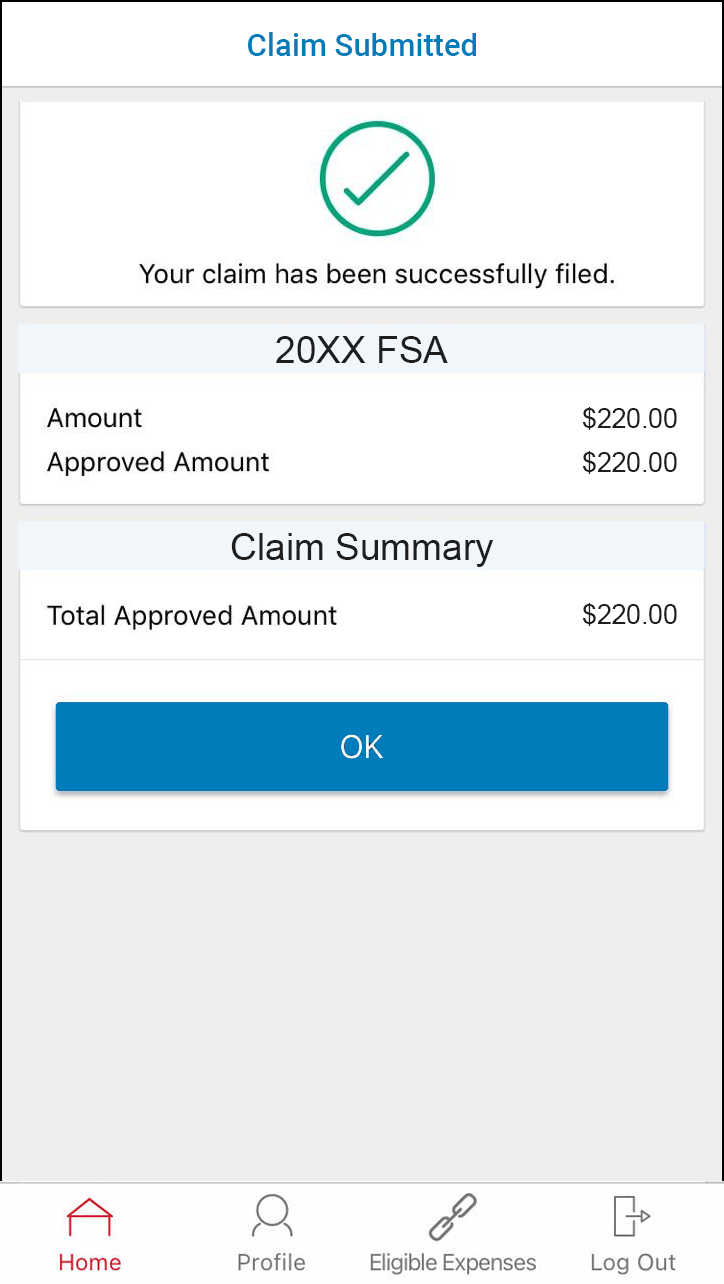 Claim Submitted
Your claim has been successfully filed.
20XX FSA
Amount $220.00
Approved Amount $220.00
Claim Summary
Total Approved Amount $220.00
OK
Home Profile Eligible Expenses Log Out